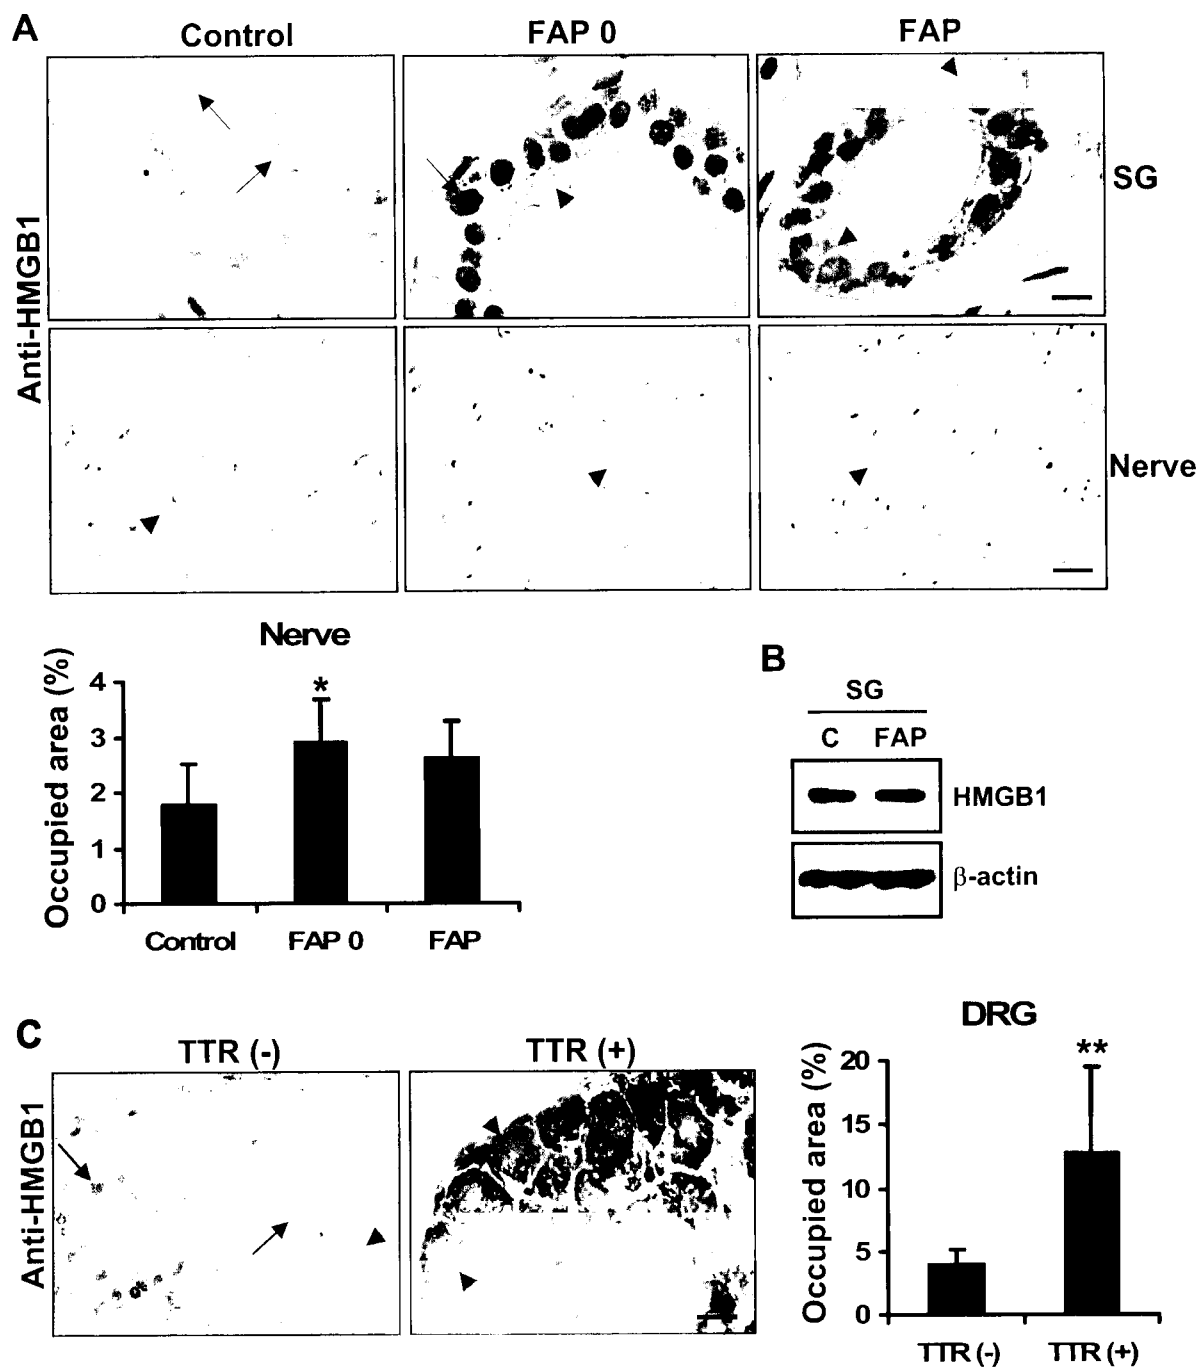 A
Control
FAP 0
FAP
Anti-HMGB1
SG
Nerve
Nerve
Occupied area (%)
4
3
2
1
0
*
Control
FAP 0
FAP
B
SG
C
FAP
HMGB1
β-actin
C
TTR (-)
TTR (+)
Anti-HMGB1
DRG
Occupied area (%)
20
15
10
5
0
**
TTR (-)
TTR (+)